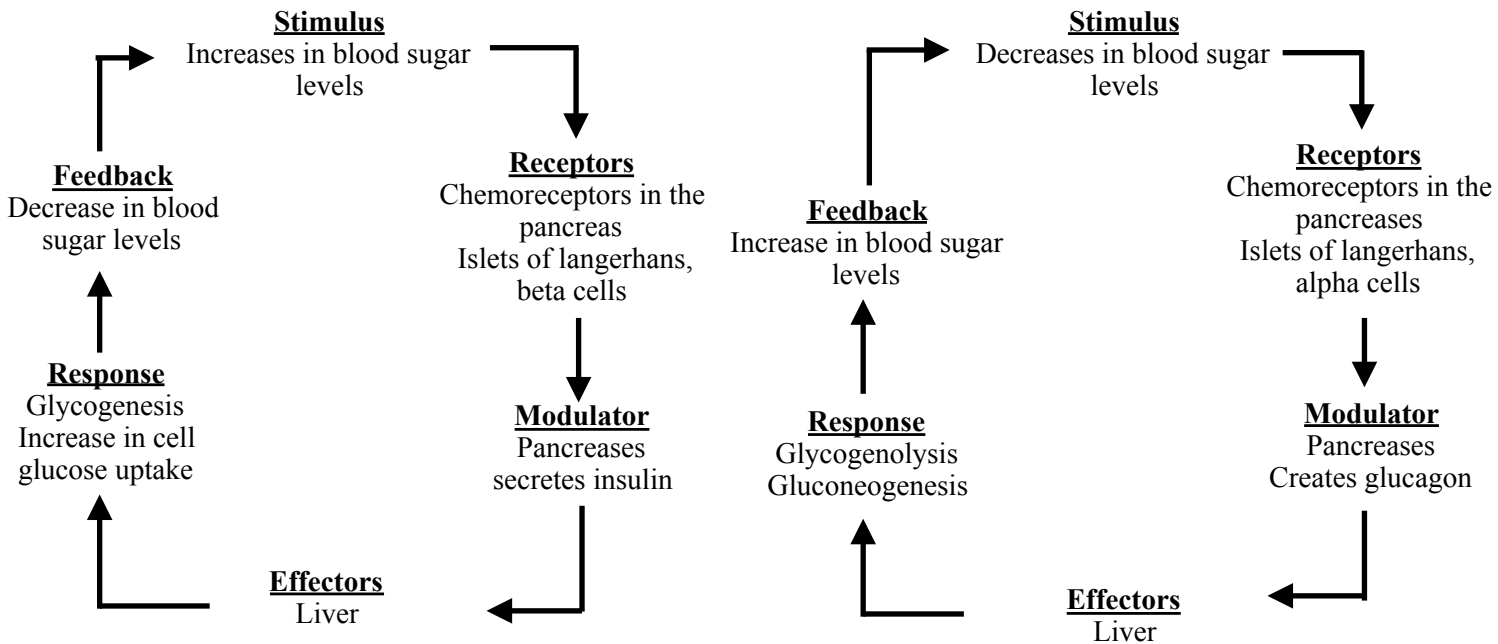 Stimulus
Increases in blood sugar
levels
Receptors
Chemoreceptors in the
pancreas
Islets of langerhans,
beta cells
Modulator
Pancreases
secretes insulin
Effectors
Liver
Response
Glycogenesis
Increase in cell
glucose uptake
Feedback
Decrease in blood
sugar levels
Stimulus
Decreases in blood sugar
levels
Receptors
Chemoreceptors in the
pancreases
Islets of langerhans,
alpha cells
Modulator
Pancreases
Creates glucagon
Effectors
Liver
Response
Glycogenolysis
Gluconeogenesis
Feedback
Increase in blood sugar
levels